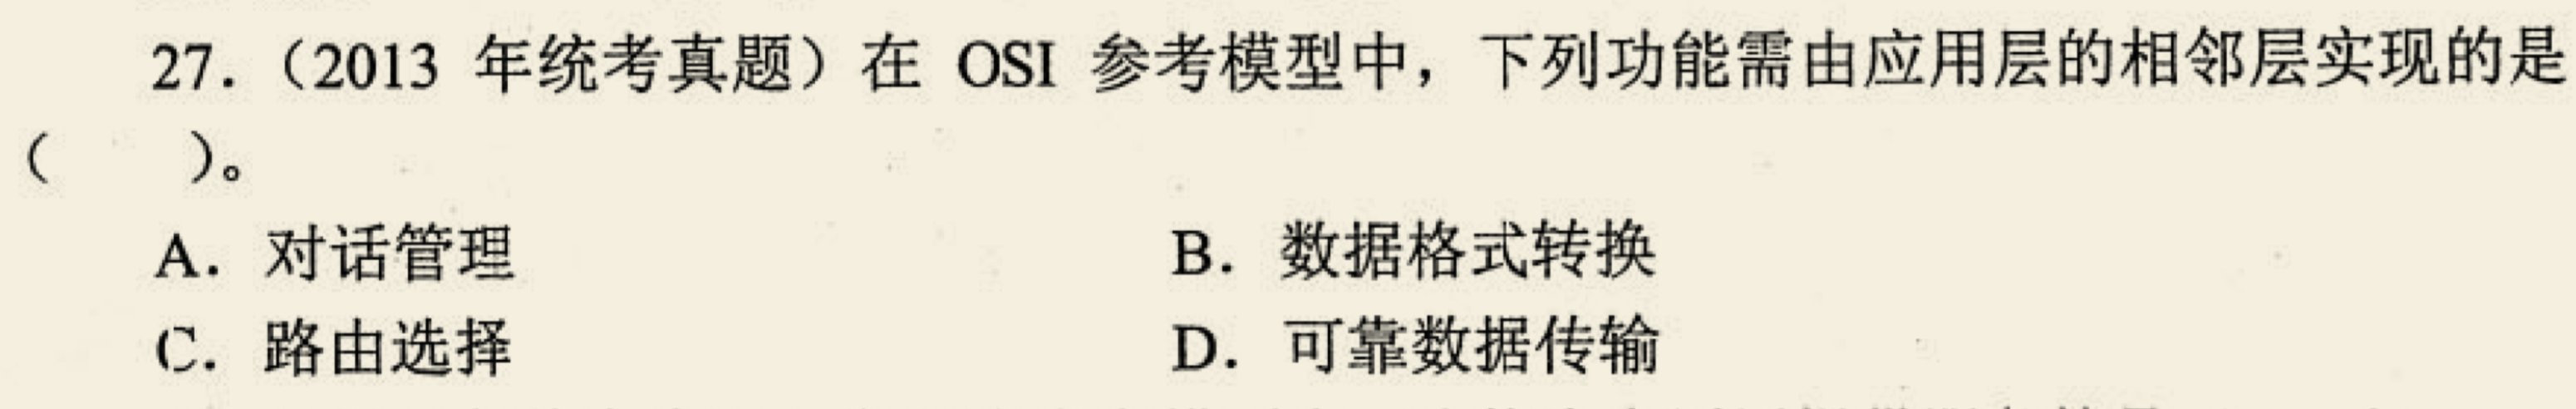 27.（2013 年统考真题）在 OSI 参考模型中，下列功能需由应用层的相邻层实现的是
（　　）。
A. 对话管理　　B. 数据格式转换
C. 路由选择　　D. 可靠数据传输